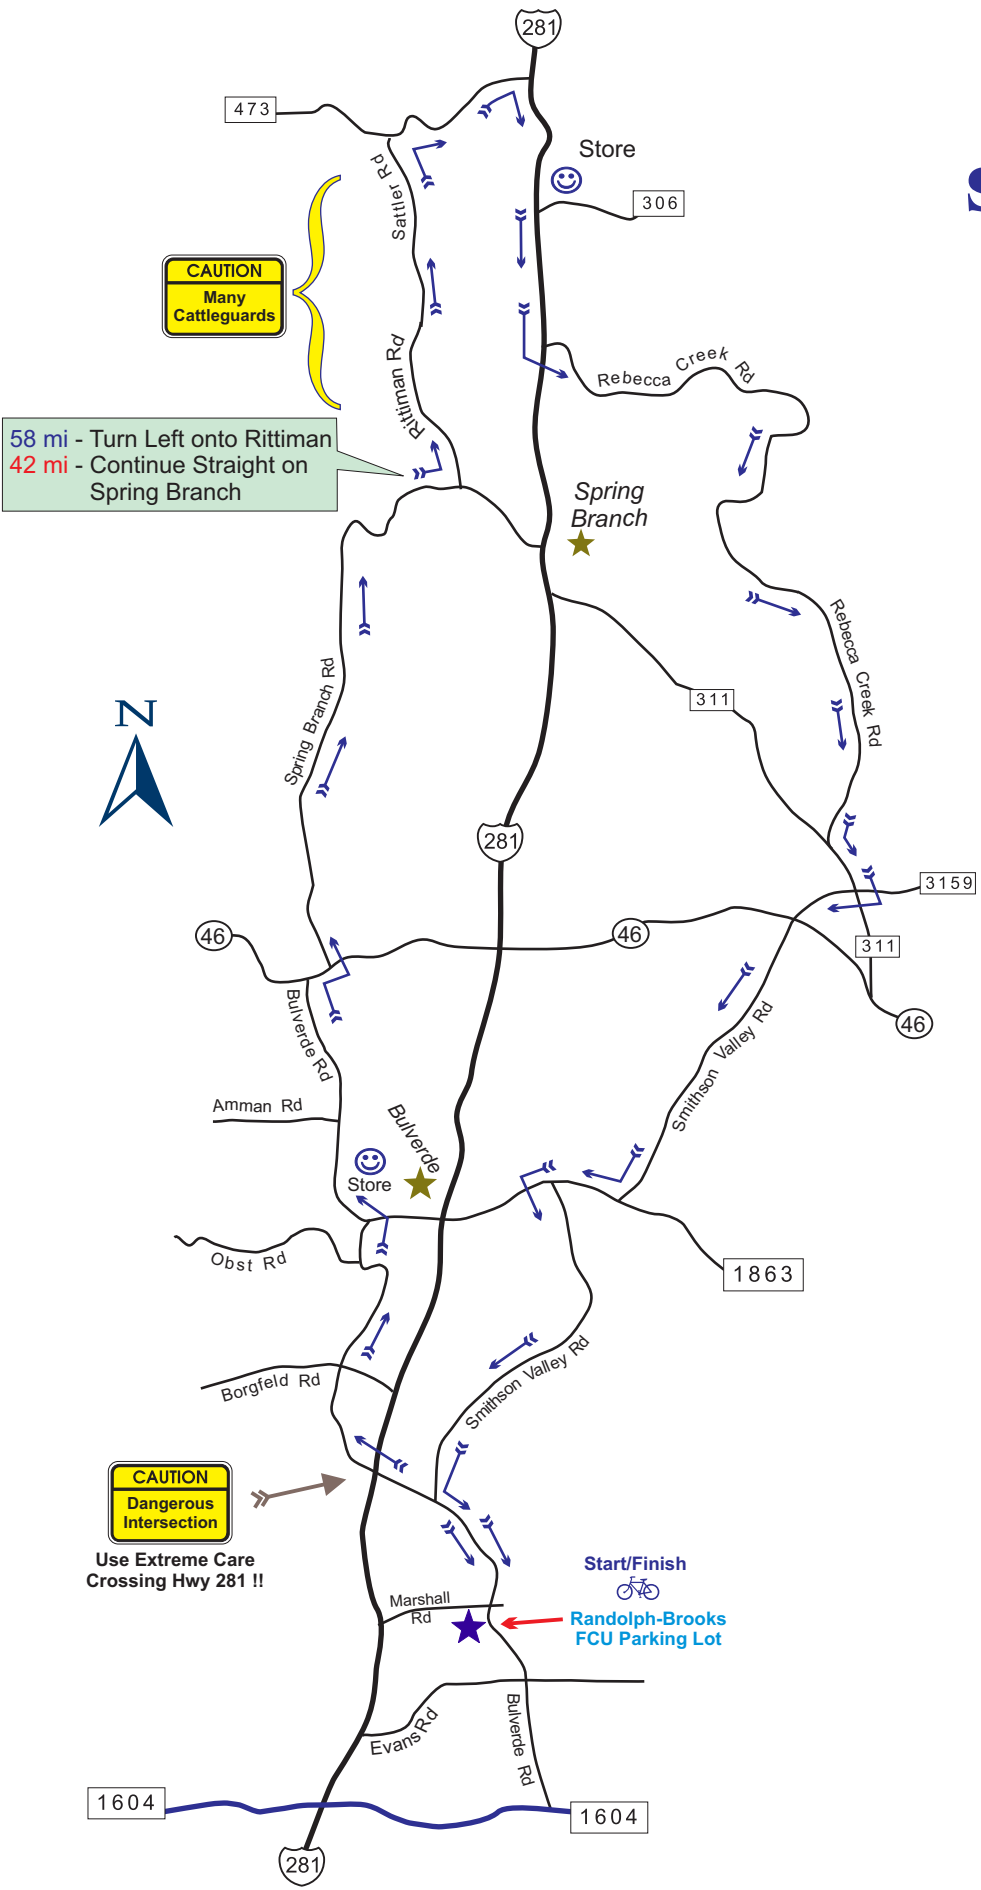 281
473
Store
306
Sattler Rd
CAUTION
Many
Cattleguards
Rittiman Rd
Rebecca Creek Rd
58 mi - Turn Left onto Rittiman
42 mi - Continue Straight on
Spring Branch
Spring
Branch
Rebecca Creek Rd
Spring Branch Rd
311
N
281
3159
46
46
311
46
Bulverde Rd
Smithson Valley Rd
Amman Rd
Bulverde
Store
Obst Rd
1863
Smithson Valley Rd
Borgfeld Rd
CAUTION
Dangerous
Intersection
Use Extreme Care
Crossing Hwy 281 !!
Start/Finish
Marshall
Rd
Randolph-Brooks
FCU Parking Lot
Bulverde Rd
Evans Rd
1604
1604
281